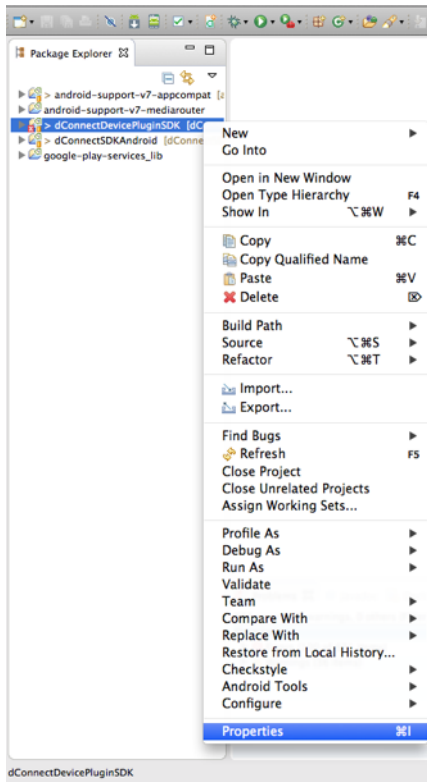 Package Explorer
> android-support-v7-appcompat [a
android-support-v7-mediarouter
> dConnectDevicePluginSDK [dC
> dConnectSDKAndroid [dConne
google-play-services_lib
New
Go Into
Open in New Window
Open Type Hierarchy F4
Show In ⌥⌘W
Copy ⌘C
Copy Qualified Name
Paste ⌘V
Delete ⌦
Build Path
Source ⌥⌘S
Refactor ⌥⌘T
Import...
Export...
Find Bugs
Refresh F5
Close Project
Close Unrelated Projects
Assign Working Sets...
Profile As
Debug As
Run As
Validate
Team
Compare With
Replace With
Restore from Local History...
Checkstyle
Android Tools
Configure
Properties ⌘I
dConnectDevicePluginSDK